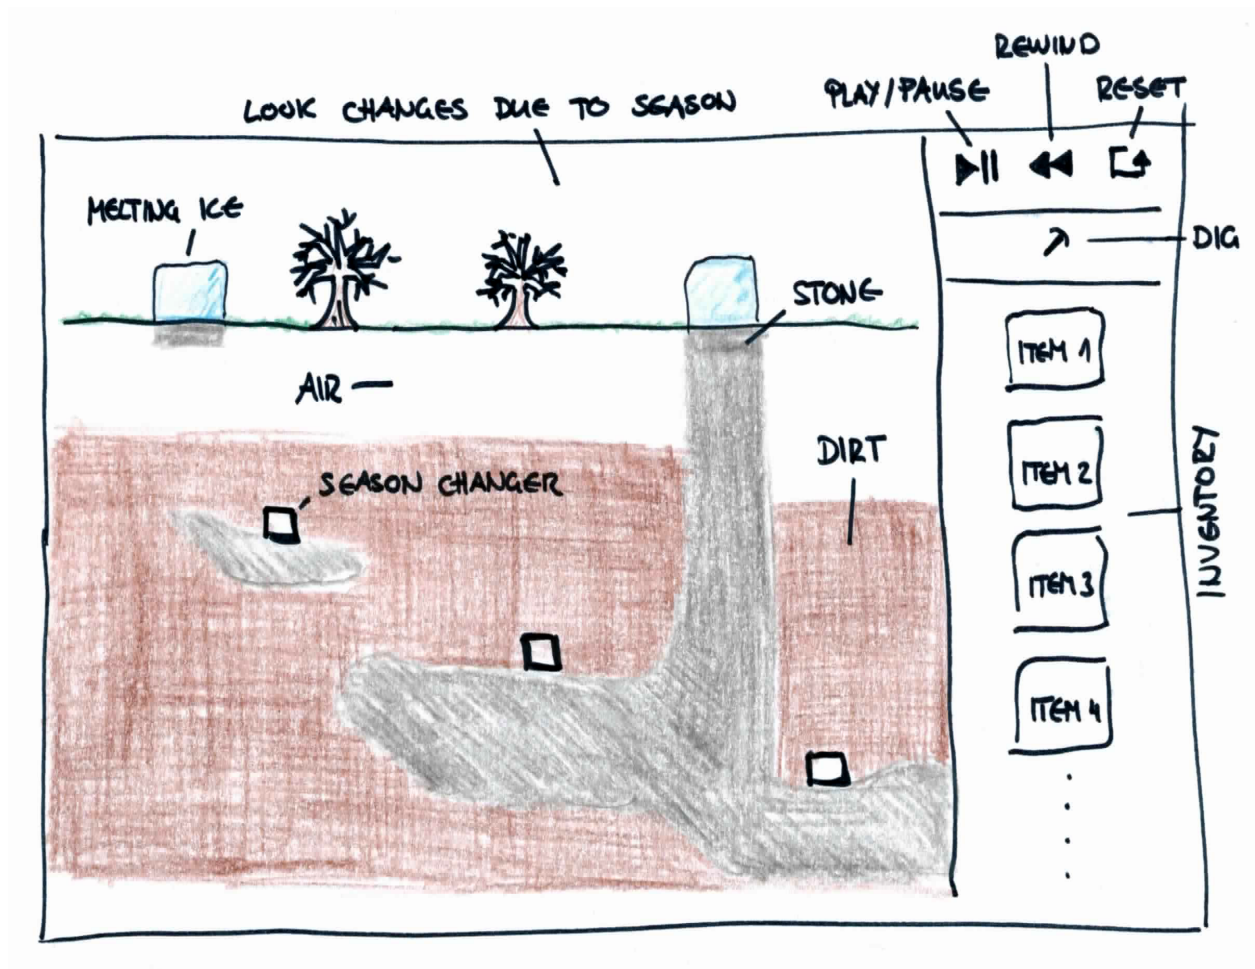 REWIND
PLAY/PAUSE
RESET
LOOK CHANGES DUE TO SEASON
MELTING ICE
DIG
STONE
ITEM 1
AIR
DIRT
ITEM 2
SEASON CHANGER
INVENTORY
ITEM 3
ITEM 4